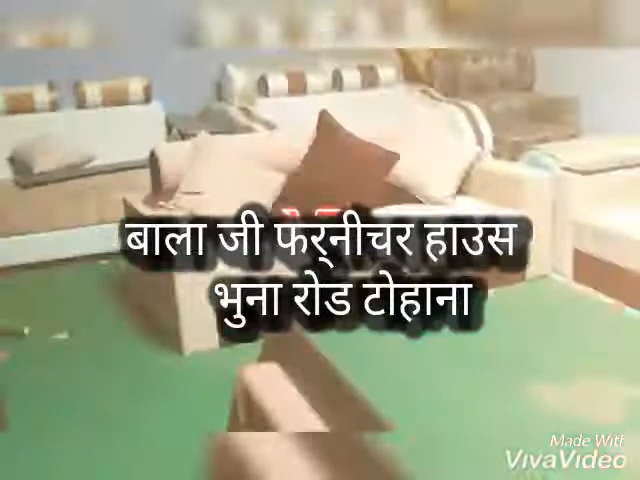 बाला जी फर्नीचर हाउस
भुना रोड टोहाना
Made With
VivaVideo